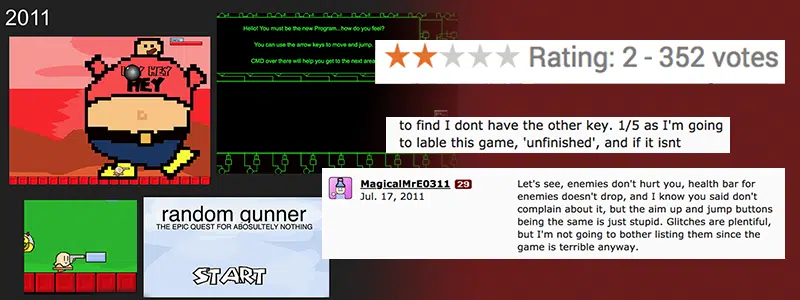 2011
Hello! You must be the new Program...how do you feel?
You can use the arrow keys to move and jump.
CMD over there will help you get to the next area
HEY HEY
HEY
Rating: 2 - 352 votes
to find I dont have the other key. 1/5 as I'm going
to lable this game, 'unfinished', and if it isnt
MagicalMrE0311 29
Jul. 17, 2011
Let's see, enemies don't hurt you, health bar for
enemies doesn't drop, and I know you said don't
complain about it, but the aim up and jump buttons
being the same is just stupid. Glitches are plentiful,
but I'm not going to bother listing them since the
game is terrible anyway.
random gunner
THE EPIC QUEST FOR ABOSULTELY NOTHING
START